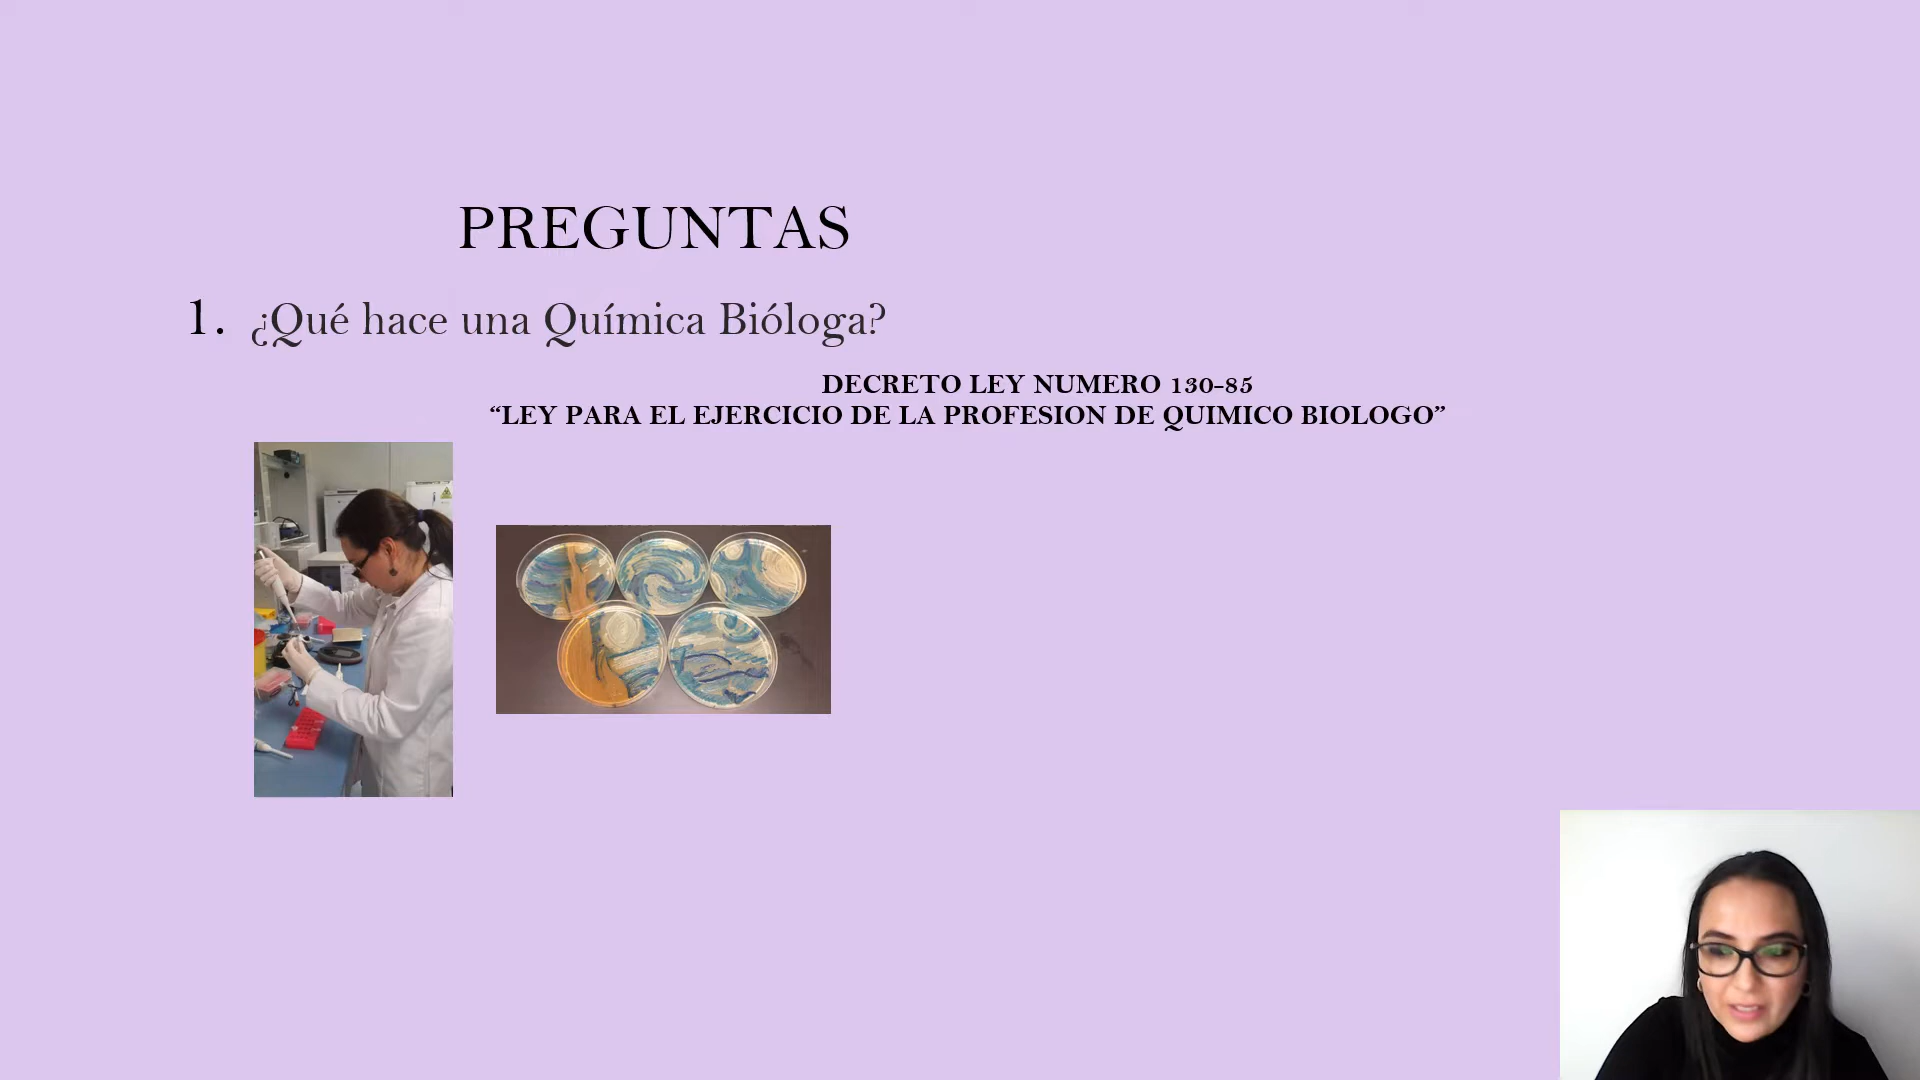 PREGUNTAS
1. ¿Qué hace una Química Bióloga?
DECRETO LEY NUMERO 130-85
“LEY PARA EL EJERCICIO DE LA PROFESION DE QUIMICO BIOLOGO”